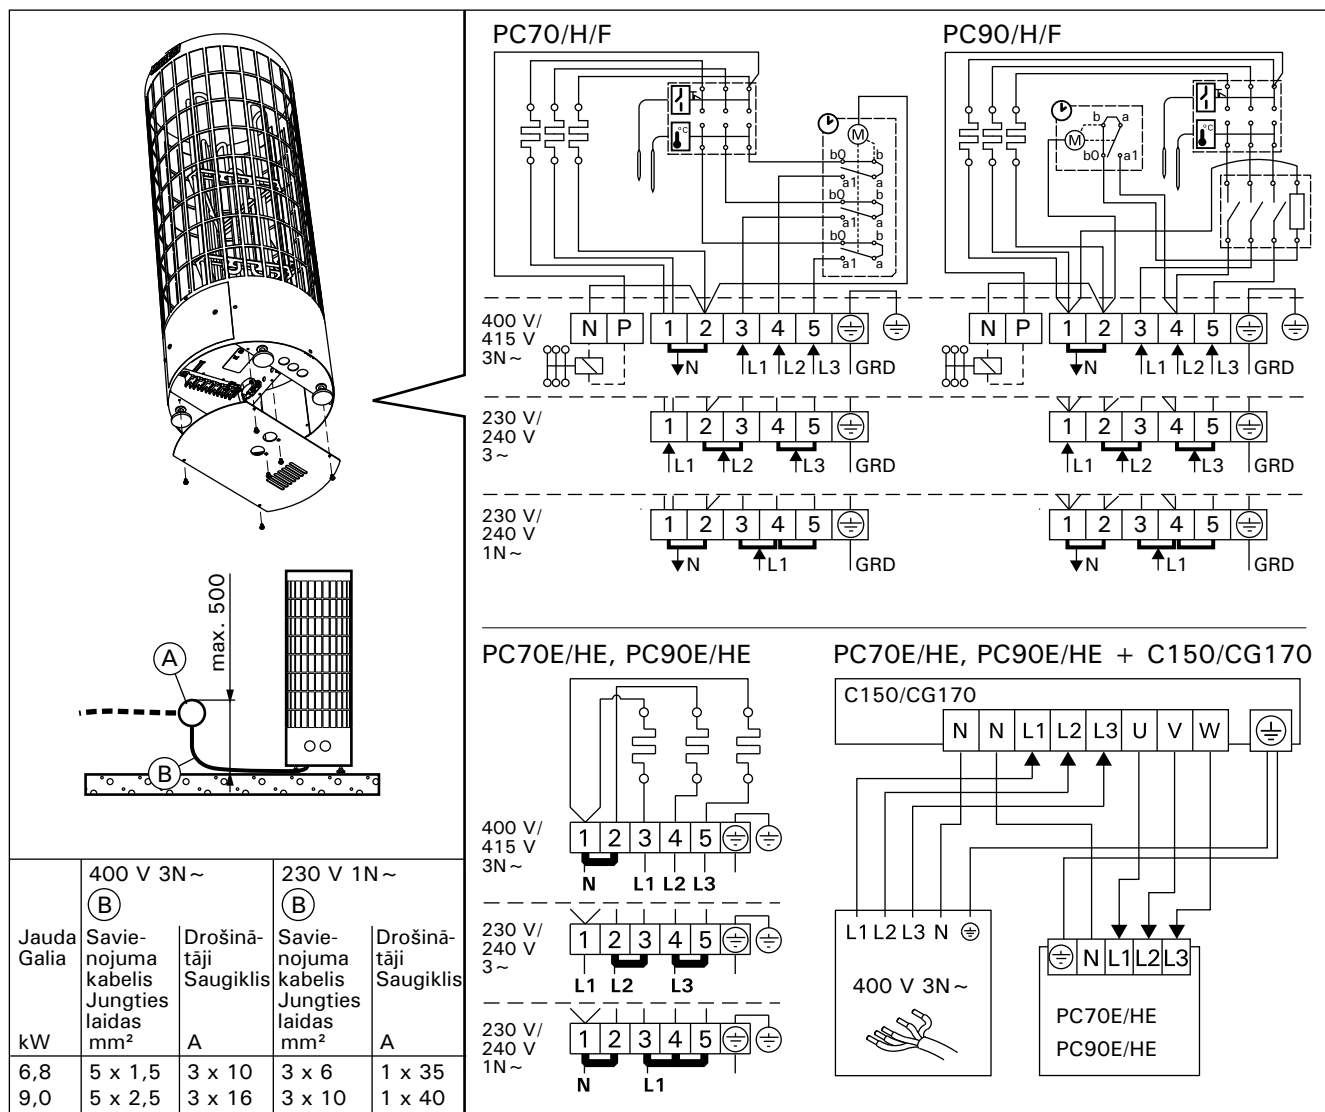 max. 500
A
B
400 V 3N~
230 V 1N~
B
B
Jauda
Galia
kW
Savie-
nojuma
kabelis
Jungties
laidas
mm²
Drošinā-
tāji
Saugiklis
A
Savie-
nojuma
kabelis
Jungties
laidas
mm²
Drošinā-
tāji
Saugiklis
A
6,8 5 x 1,5 3 x 10 3 x 6 1 x 35
9,0 5 x 2,5 3 x 16 3 x 10 1 x 40
PC70/H/F
°C
M
b0 b
a1 a
b0 b
a1 a
b0 b
a1 a
PC90/H/F
M
b a
b0 a1
°C
400 V/
415 V
3N~
N P 1 2 3 4 5
N L1 L2 L3 GRD
N P 1 2 3 4 5
N L1 L2 L3 GRD
230 V/
240 V
3~
1 2 3 4 5
L1 L2 L3 GRD
1 2 3 4 5
L1 L2 L3 GRD
230 V/
240 V
1N~
1 2 3 4 5
N L1 GRD
1 2 3 4 5
N L1 GRD
PC70E/HE, PC90E/HE
400 V/
415 V
3N~
1 2 3 4 5
N L1 L2 L3
230 V/
240 V
3~
1 2 3 4 5
L1 L2 L3
230 V/
240 V
1N~
1 2 3 4 5
N L1
PC70E/HE, PC90E/HE + C150/CG170
C150/CG170
N N L1 L2 L3 U V W
L1 L2 L3 N
400 V 3N~
N L1 L2 L3
PC70E/HE
PC90E/HE